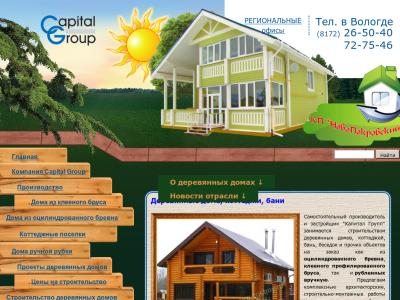 Capital
Group
РЕГИОНАЛЬНЫЕ
офисы
Тел. в Вологде
(8172) 26-50-40
72-75-46
КП "НовоПокровский"
Найти
Главная
Компания Capital Group
Производство
Дома из клееного бруса
Дома из оцилиндрованного бревна
Коттеджные поселки
Дома ручной рубки
Проекты деревянных домов
Цены на строительство
Строительство деревянных домов
О деревянных домах ↓
Новости отрасли ↓
Деревянные дома, коттеджи, бани
Самостоятельный производитель
и застройщик "Капитал Групп"
занимается строительством
деревянных домов, коттеджей,
бань, беседок и прочих объектов
на заказ как из
оцилиндрованного бревна,
клееного профилированного
бруса, так и рубленных
вручную. Предлагаем
комплексные архитектурные,
строительно-монтажные работы